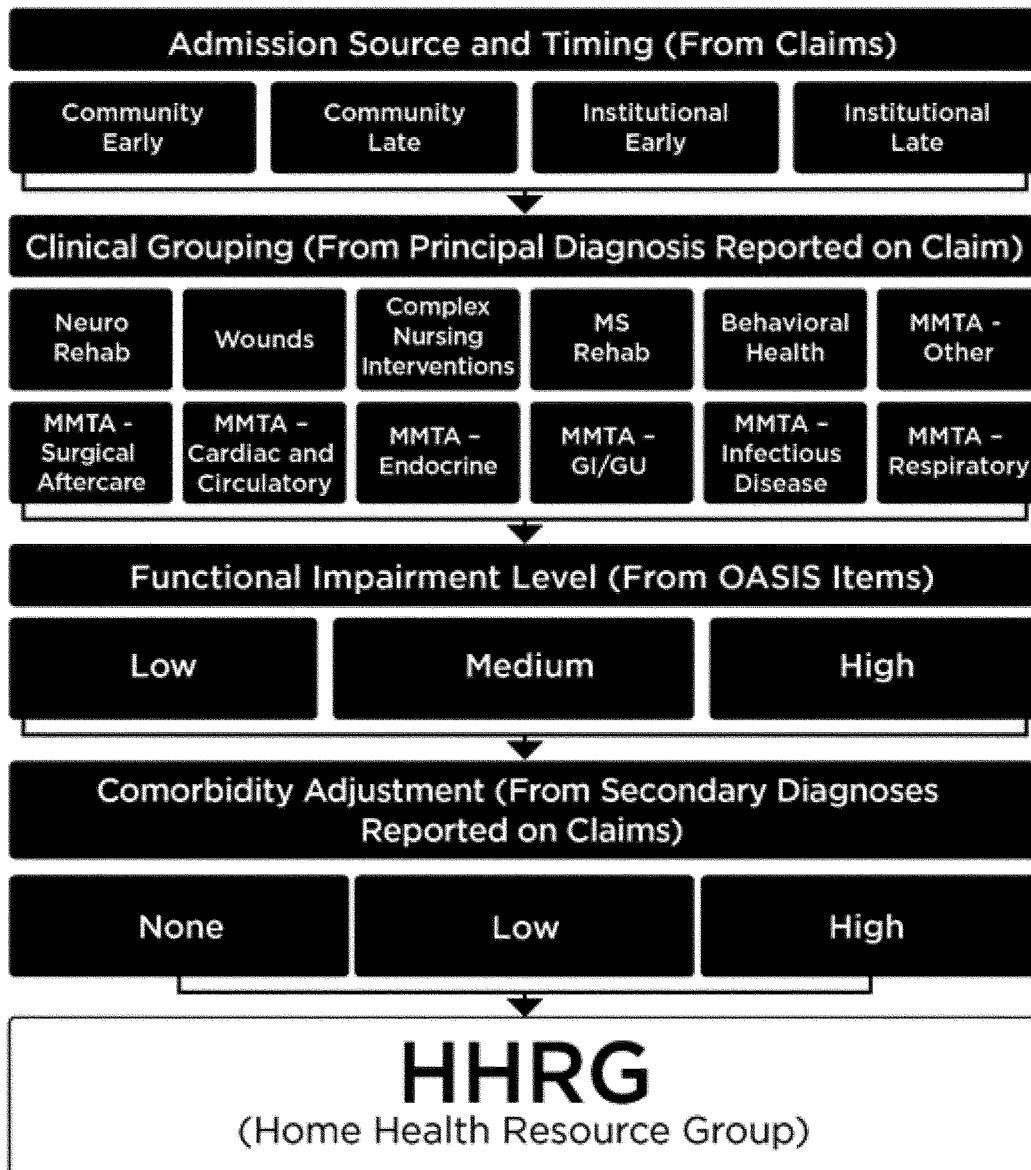 Admission Source and Timing (From Claims)
Community
Early
Community
Late
Institutional
Early
Institutional
Late
Clinical Grouping (From Principal Diagnosis Reported on Claim)
Neuro
Rehab
Wounds
Complex
Nursing
Interventions
MS
Rehab
Behavioral
Health
MMTA -
Other
MMTA -
Surgical
Aftercare
MMTA –
Cardiac and
Circulatory
MMTA –
Endocrine
MMTA –
GI/GU
MMTA –
Infectious
Disease
MMTA –
Respiratory
Functional Impairment Level (From OASIS Items)
Low
Medium
High
Comorbidity Adjustment (From Secondary Diagnoses
Reported on Claims)
None
Low
High
HHRG
(Home Health Resource Group)